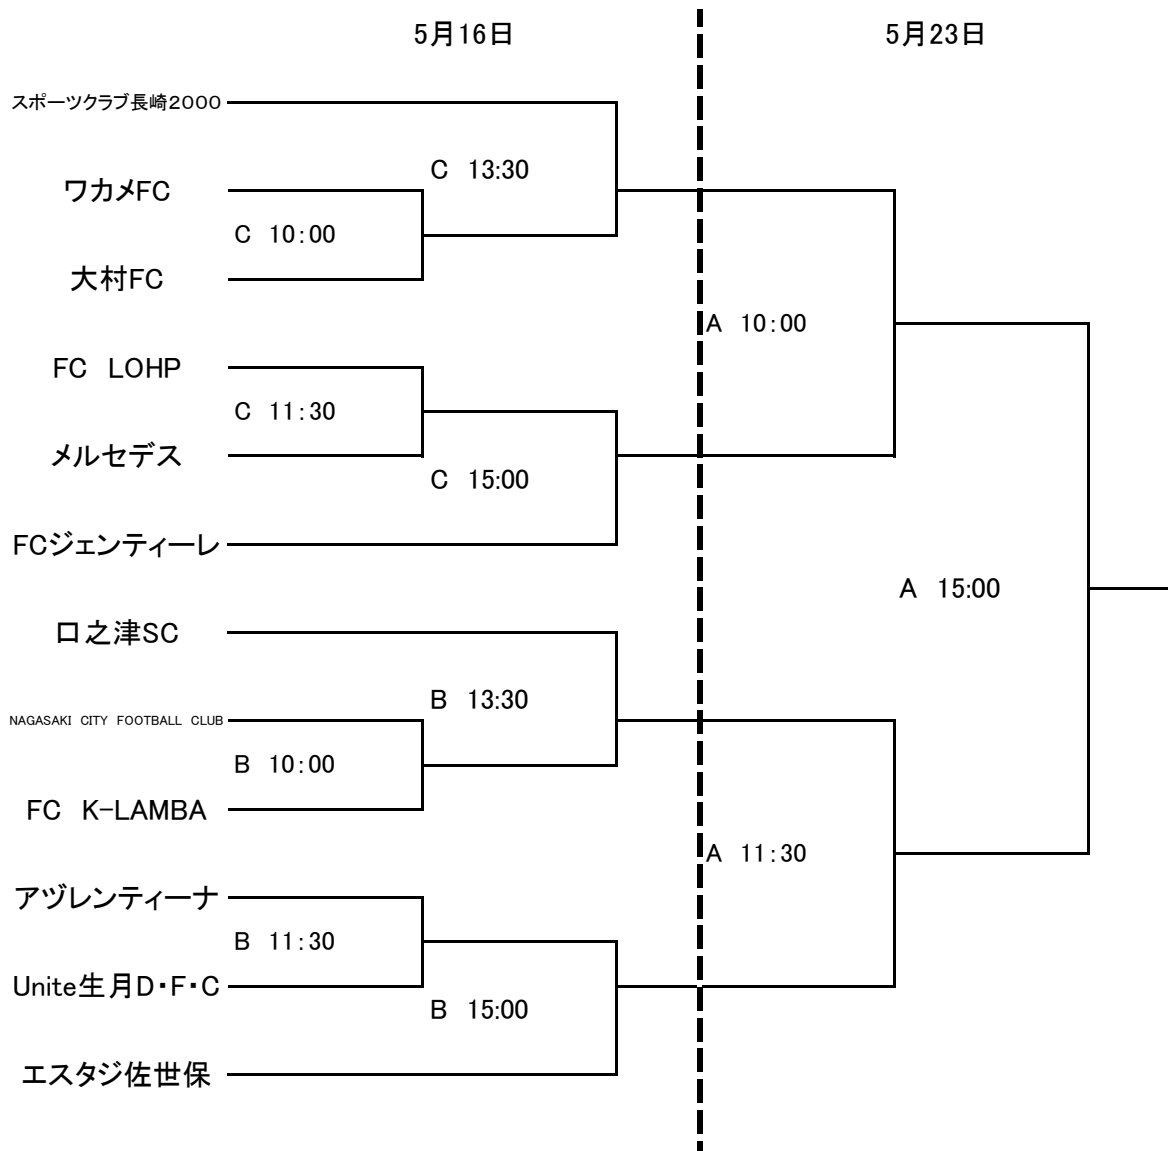 5月16日
5月23日
スポーツクラブ長崎2000
C 13:30
ワカメFC
C 10:00
大村FC
A 10:00
FC LOHP
C 11:30
メルセデス
C 15:00
FCジェンティーレ
A 15:00
口之津SC
B 13:30
NAGASAKI CITY FOOTBALL CLUB
B 10:00
FC K-LAMBA
A 11:30
アヅレンティーナ
B 11:30
Unite生月D・F・C
B 15:00
エスタジ佐世保